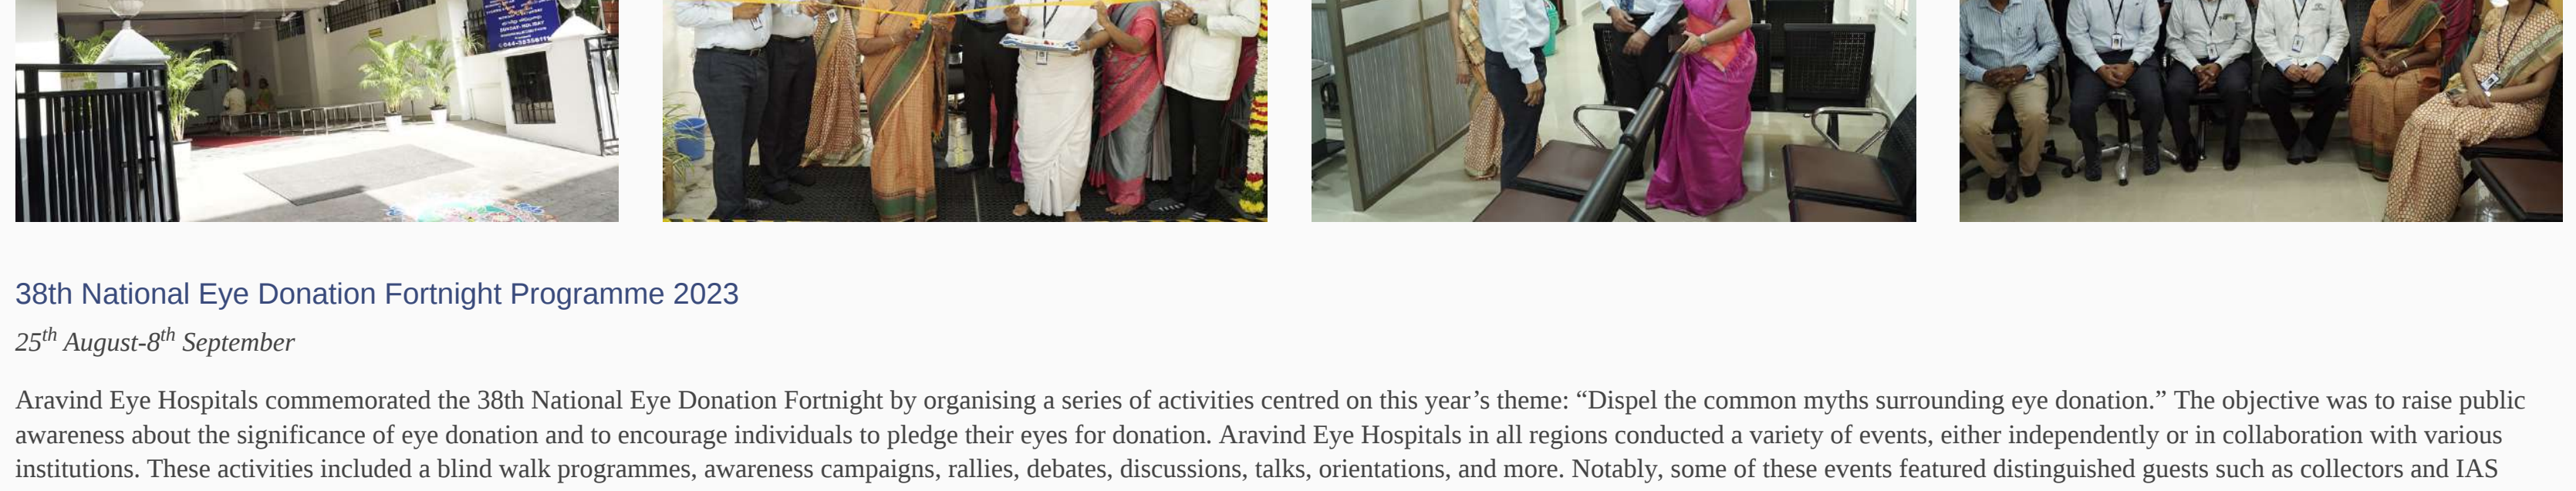 SUNDAY-HOLIDAY
38th National Eye Donation Fortnight Programme 2023
25th August-8th September
Aravind Eye Hospitals commemorated the 38th National Eye Donation Fortnight by organising a series of activities centred on this year’s theme: “Dispel the common myths surrounding eye donation.” The objective was to raise public
awareness about the significance of eye donation and to encourage individuals to pledge their eyes for donation. Aravind Eye Hospitals in all regions conducted a variety of events, either independently or in collaboration with various
institutions. These activities included a blind walk programmes, awareness campaigns, rallies, debates, discussions, talks, orientations, and more. Notably, some of these events featured distinguished guests such as collectors and IAS